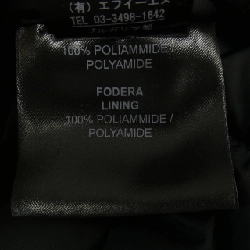 (有) エフィーエス
TEL 03-3498-1642
100% POLIAMMIDE /
POLYAMIDE
FODERA
LINING
100% POLIAMMIDE /
POLYAMIDE